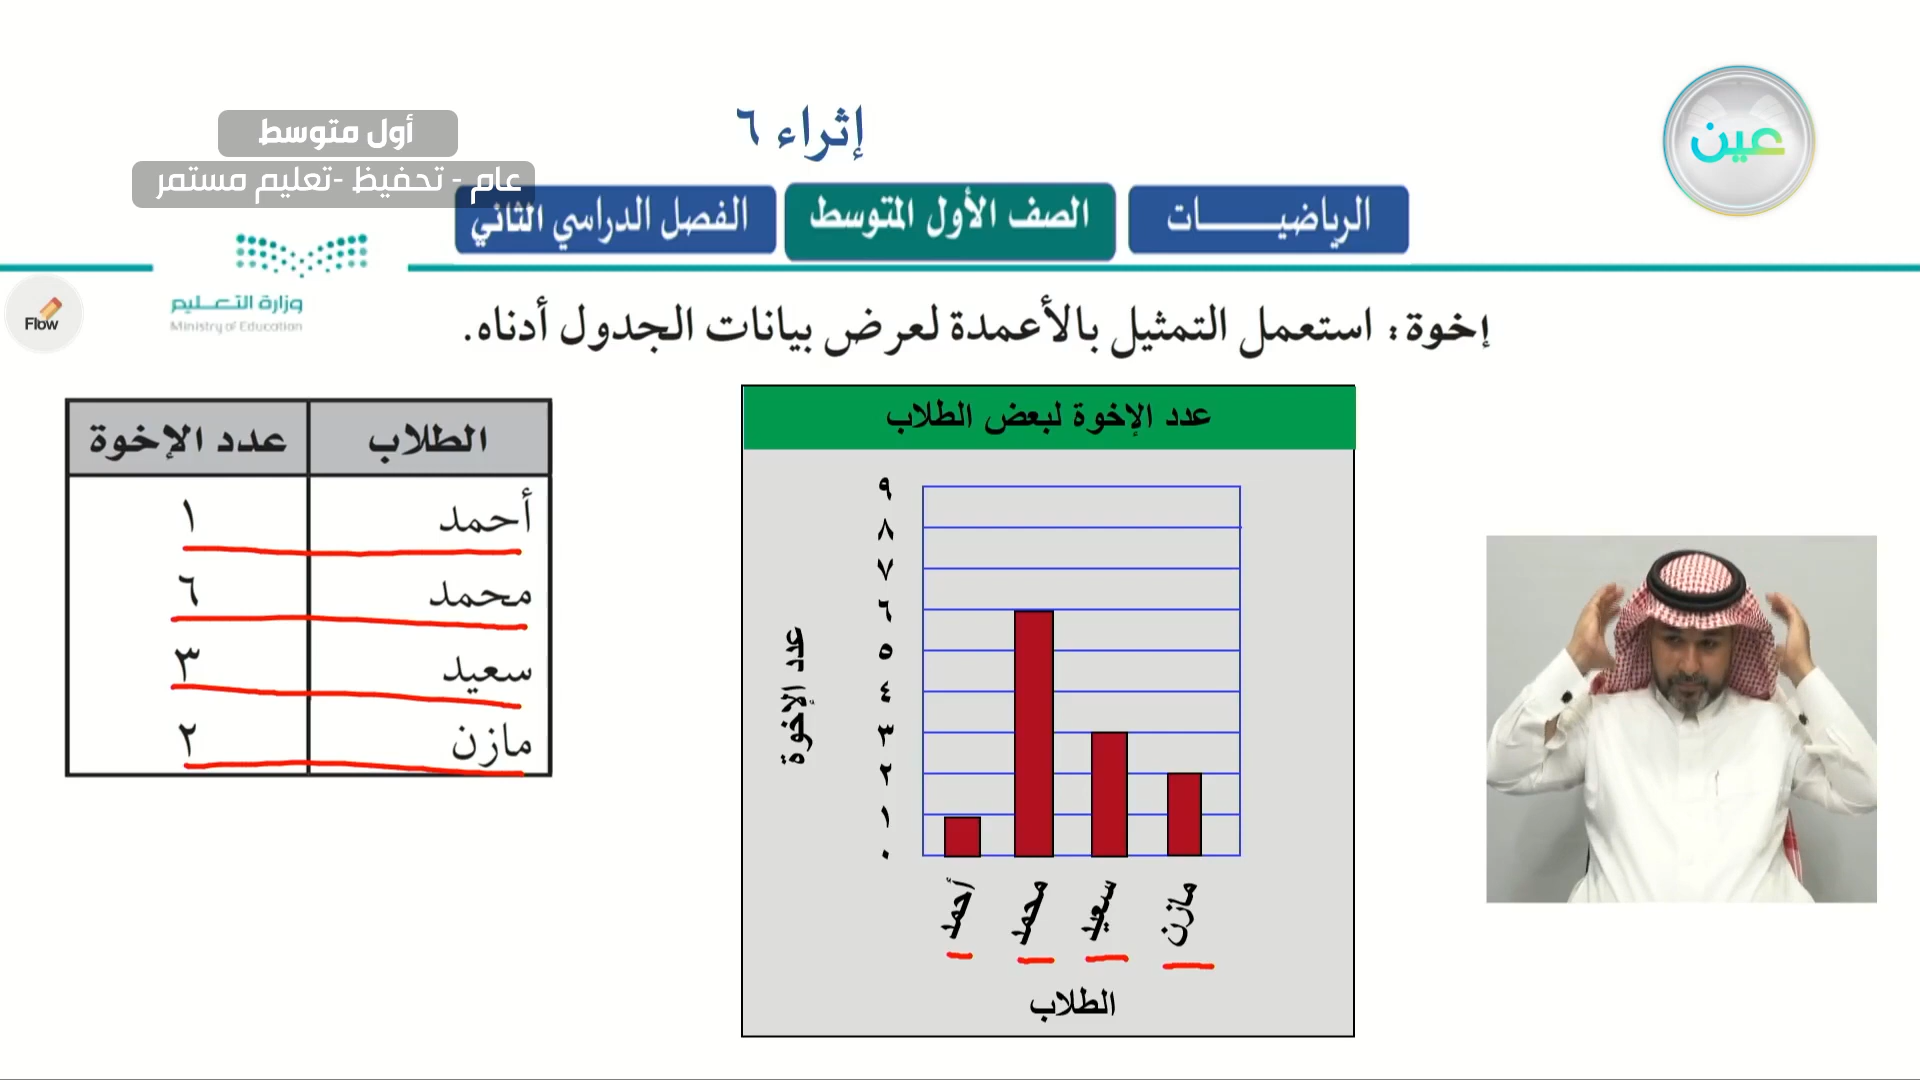 عين
إثراء ٦
أول متوسط
عام - تحفيظ -تعليم مستمر
الرياضيـــــات
الصف الأول المتوسط
الفصل الدراسي الثاني
وزارة التعـــليم
Ministry of Education
Flow
إخوة: استعمل التمثيل بالأعمدة لعرض بيانات الجدول أدناه.
عدد الإخوة لبعض الطلاب
٩
٨
٧
٦
٥
٤
٣
٢
١
٠
عدد الإخوة
أحمد محمد سعيد مازن
الطلاب
الطلاب عدد الإخوة
أحمد ١
محمد ٦
سعيد ٣
مازن ٢